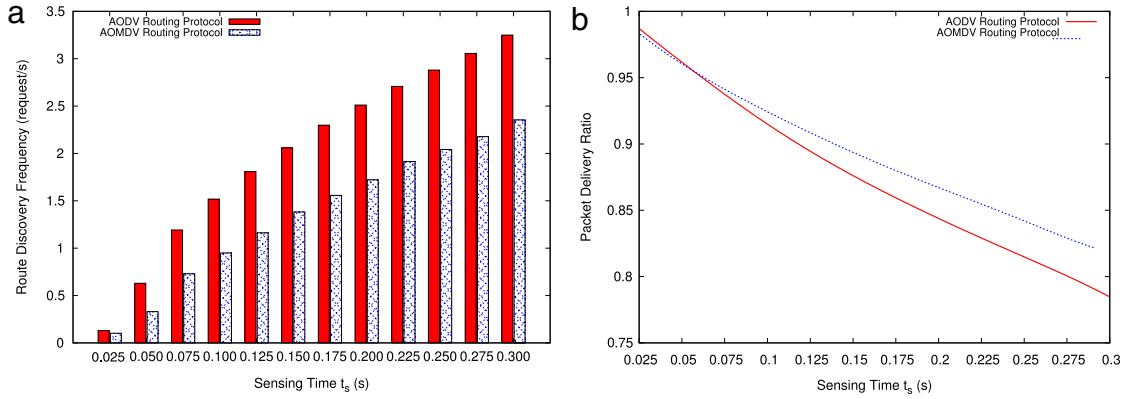 a
AODV Routing Protocol
AOMDV Routing Protocol
Route Discovery Frequency (request/s)
3.5
3
2.5
2
1.5
1
0.5
0
0.025 0.050 0.075 0.100 0.125 0.150 0.175 0.200 0.225 0.250 0.275 0.300
Sensing Time ts (s)
b
AODV Routing Protocol
AOMDV Routing Protocol
Packet Delivery Ratio
1
0.95
0.9
0.85
0.8
0.75
0.025 0.05 0.075 0.1 0.125 0.15 0.175 0.2 0.225 0.25 0.275 0.3
Sensing Time ts (s)